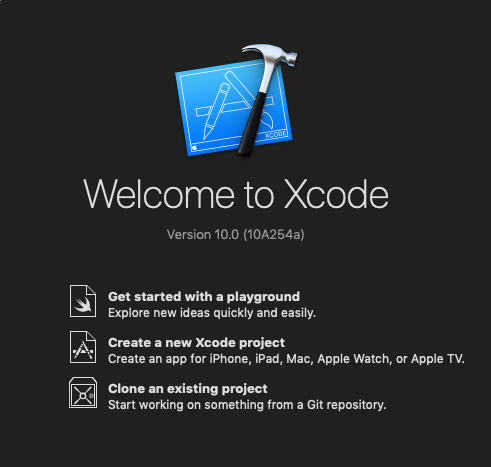 XCODE
Welcome to Xcode
Version 10.0 (10A254a)
Get started with a playground
Explore new ideas quickly and easily.
Create a new Xcode project
Create an app for iPhone, iPad, Mac, Apple Watch, or Apple TV.
Clone an existing project
Start working on something from a Git repository.